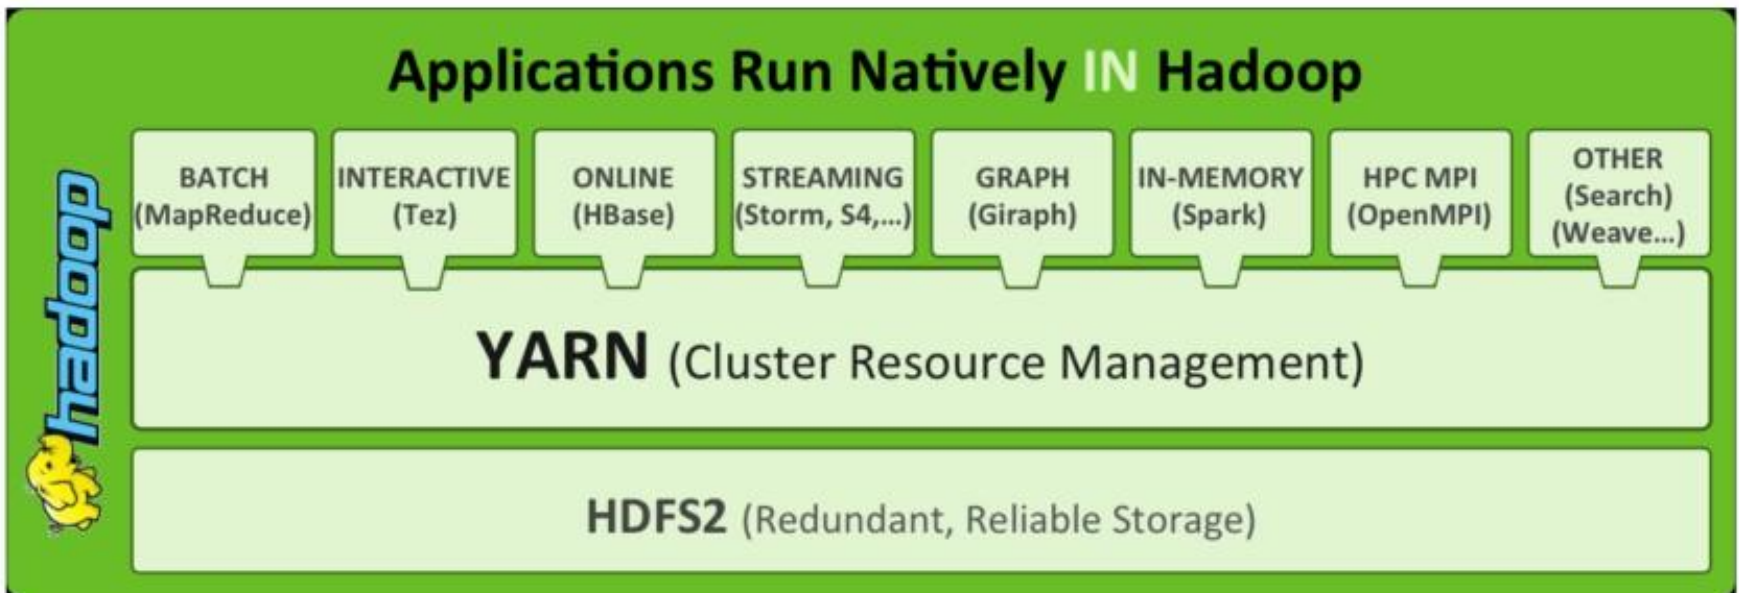 Applications Run Natively IN Hadoop
BATCH
(MapReduce)
INTERACTIVE
(Tez)
ONLINE
(HBase)
STREAMING
(Storm, S4,...)
GRAPH
(Giraph)
IN-MEMORY
(Spark)
HPC MPI
(OpenMPI)
OTHER
(Search)
(Weave...)
hadoop
YARN (Cluster Resource Management)
HDFS2 (Redundant, Reliable Storage)